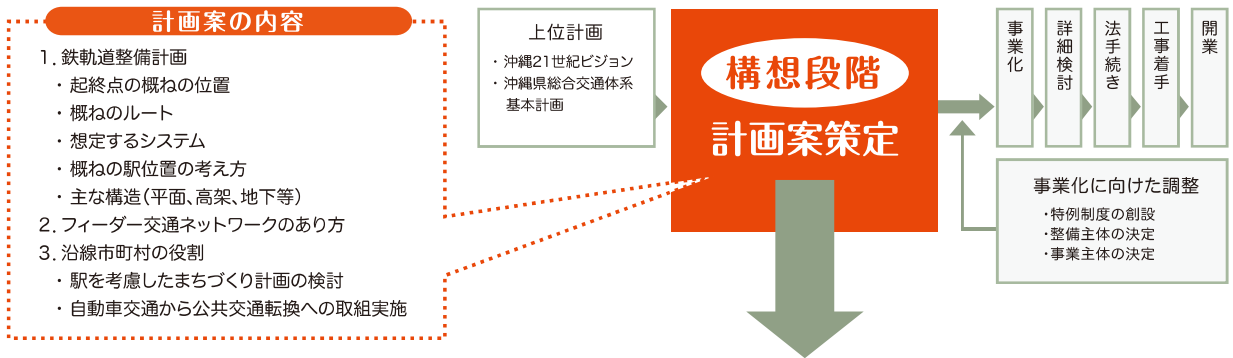 計画案の内容
1. 鉄軌道整備計画
・ 起終点の概ねの位置
・ 概ねのルート
・ 想定するシステム
・ 概ねの駅位置の考え方
・ 主な構造(平面、高架、地下等)
2. フィーダー交通ネットワークのあり方
3. 沿線市町村の役割
・ 駅を考慮したまちづくり計画の検討
・ 自動車交通から公共交通転換への取組実施
上位計画
・ 沖縄21世紀ビジョン
・ 沖縄県総合交通体系
基本計画
構想段階
計画案策定
事業化
詳細検討
法手続き
工事着手
開業
事業化に向けた調整
・特例制度の創設
・整備主体の決定
・事業主体の決定